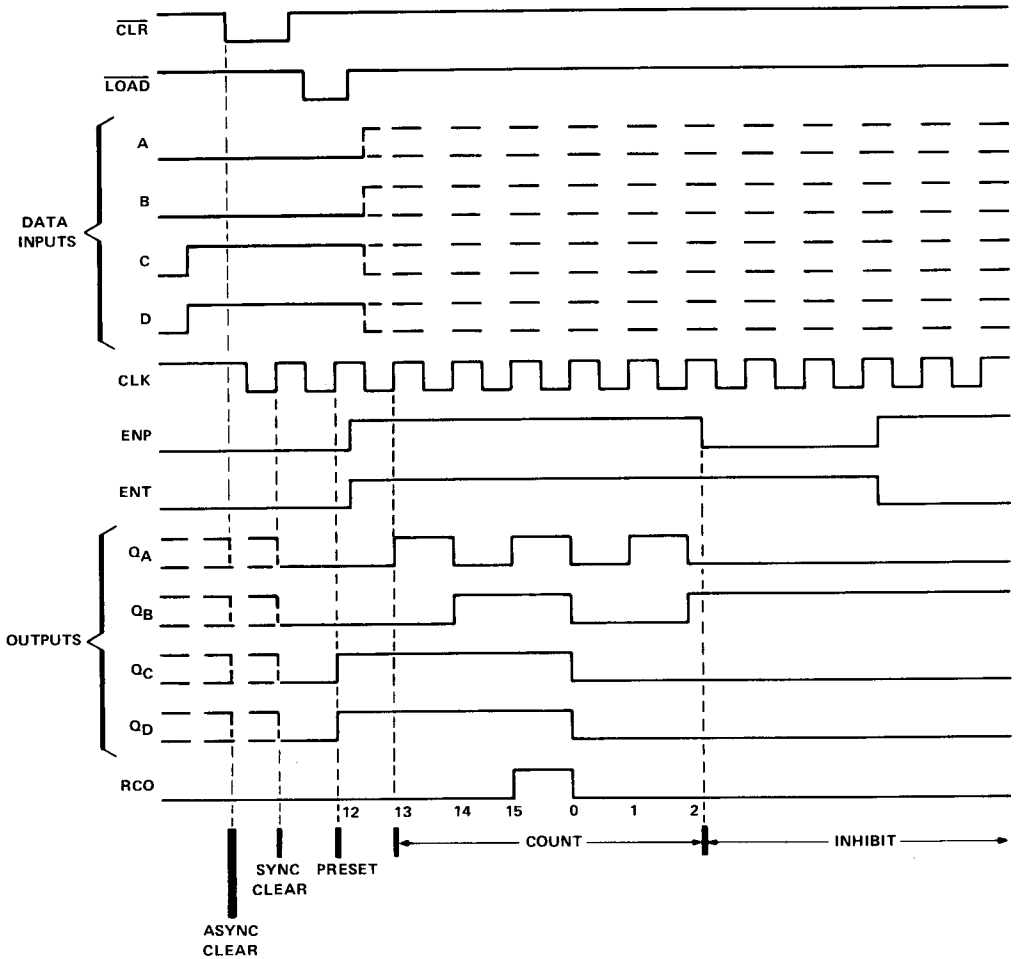 CLR
LOAD
A
B
DATA
INPUTS
C
D
CLK
ENP
ENT
QA
QB
OUTPUTS
QC
QD
RCO
12 13 14 15 0 1 2
COUNT INHIBIT
SYNC
CLEAR
PRESET
ASYNC
CLEAR